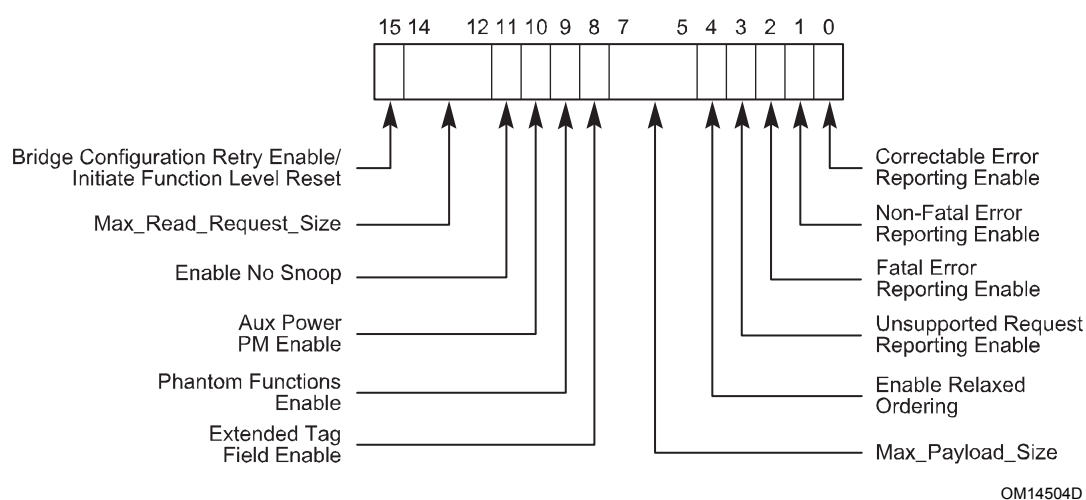 15 14 12 11 10 9 8 7 5 4 3 2 1 0
Bridge Configuration Retry Enable/
Initiate Function Level Reset
Max_Read_Request_Size
Enable No Snoop
Aux Power
PM Enable
Phantom Functions
Enable
Extended Tag
Field Enable
Correctable Error
Reporting Enable
Non-Fatal Error
Reporting Enable
Fatal Error
Reporting Enable
Unsupported Request
Reporting Enable
Enable Relaxed
Ordering
Max_Payload_Size
OM14504D